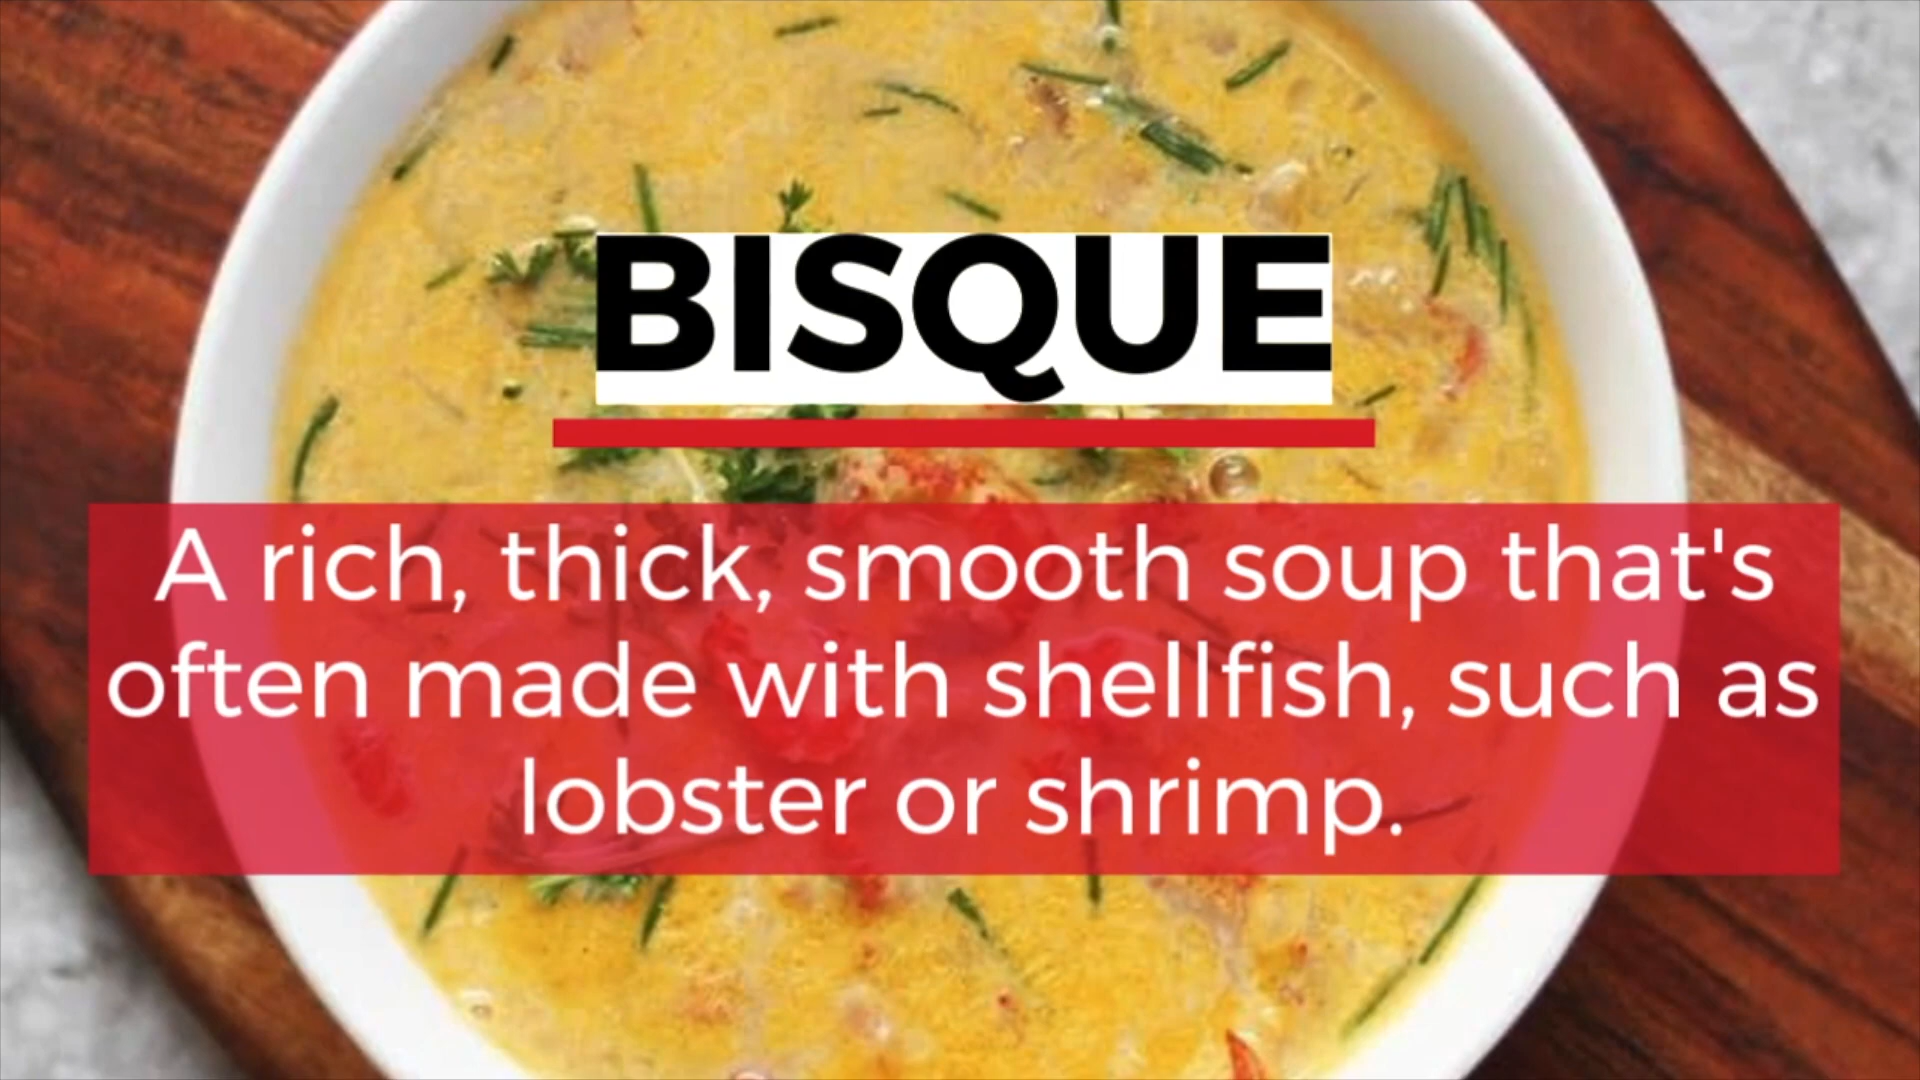 BISQUE
A rich, thick, smooth soup that's
often made with shellfish, such as
lobster or shrimp.